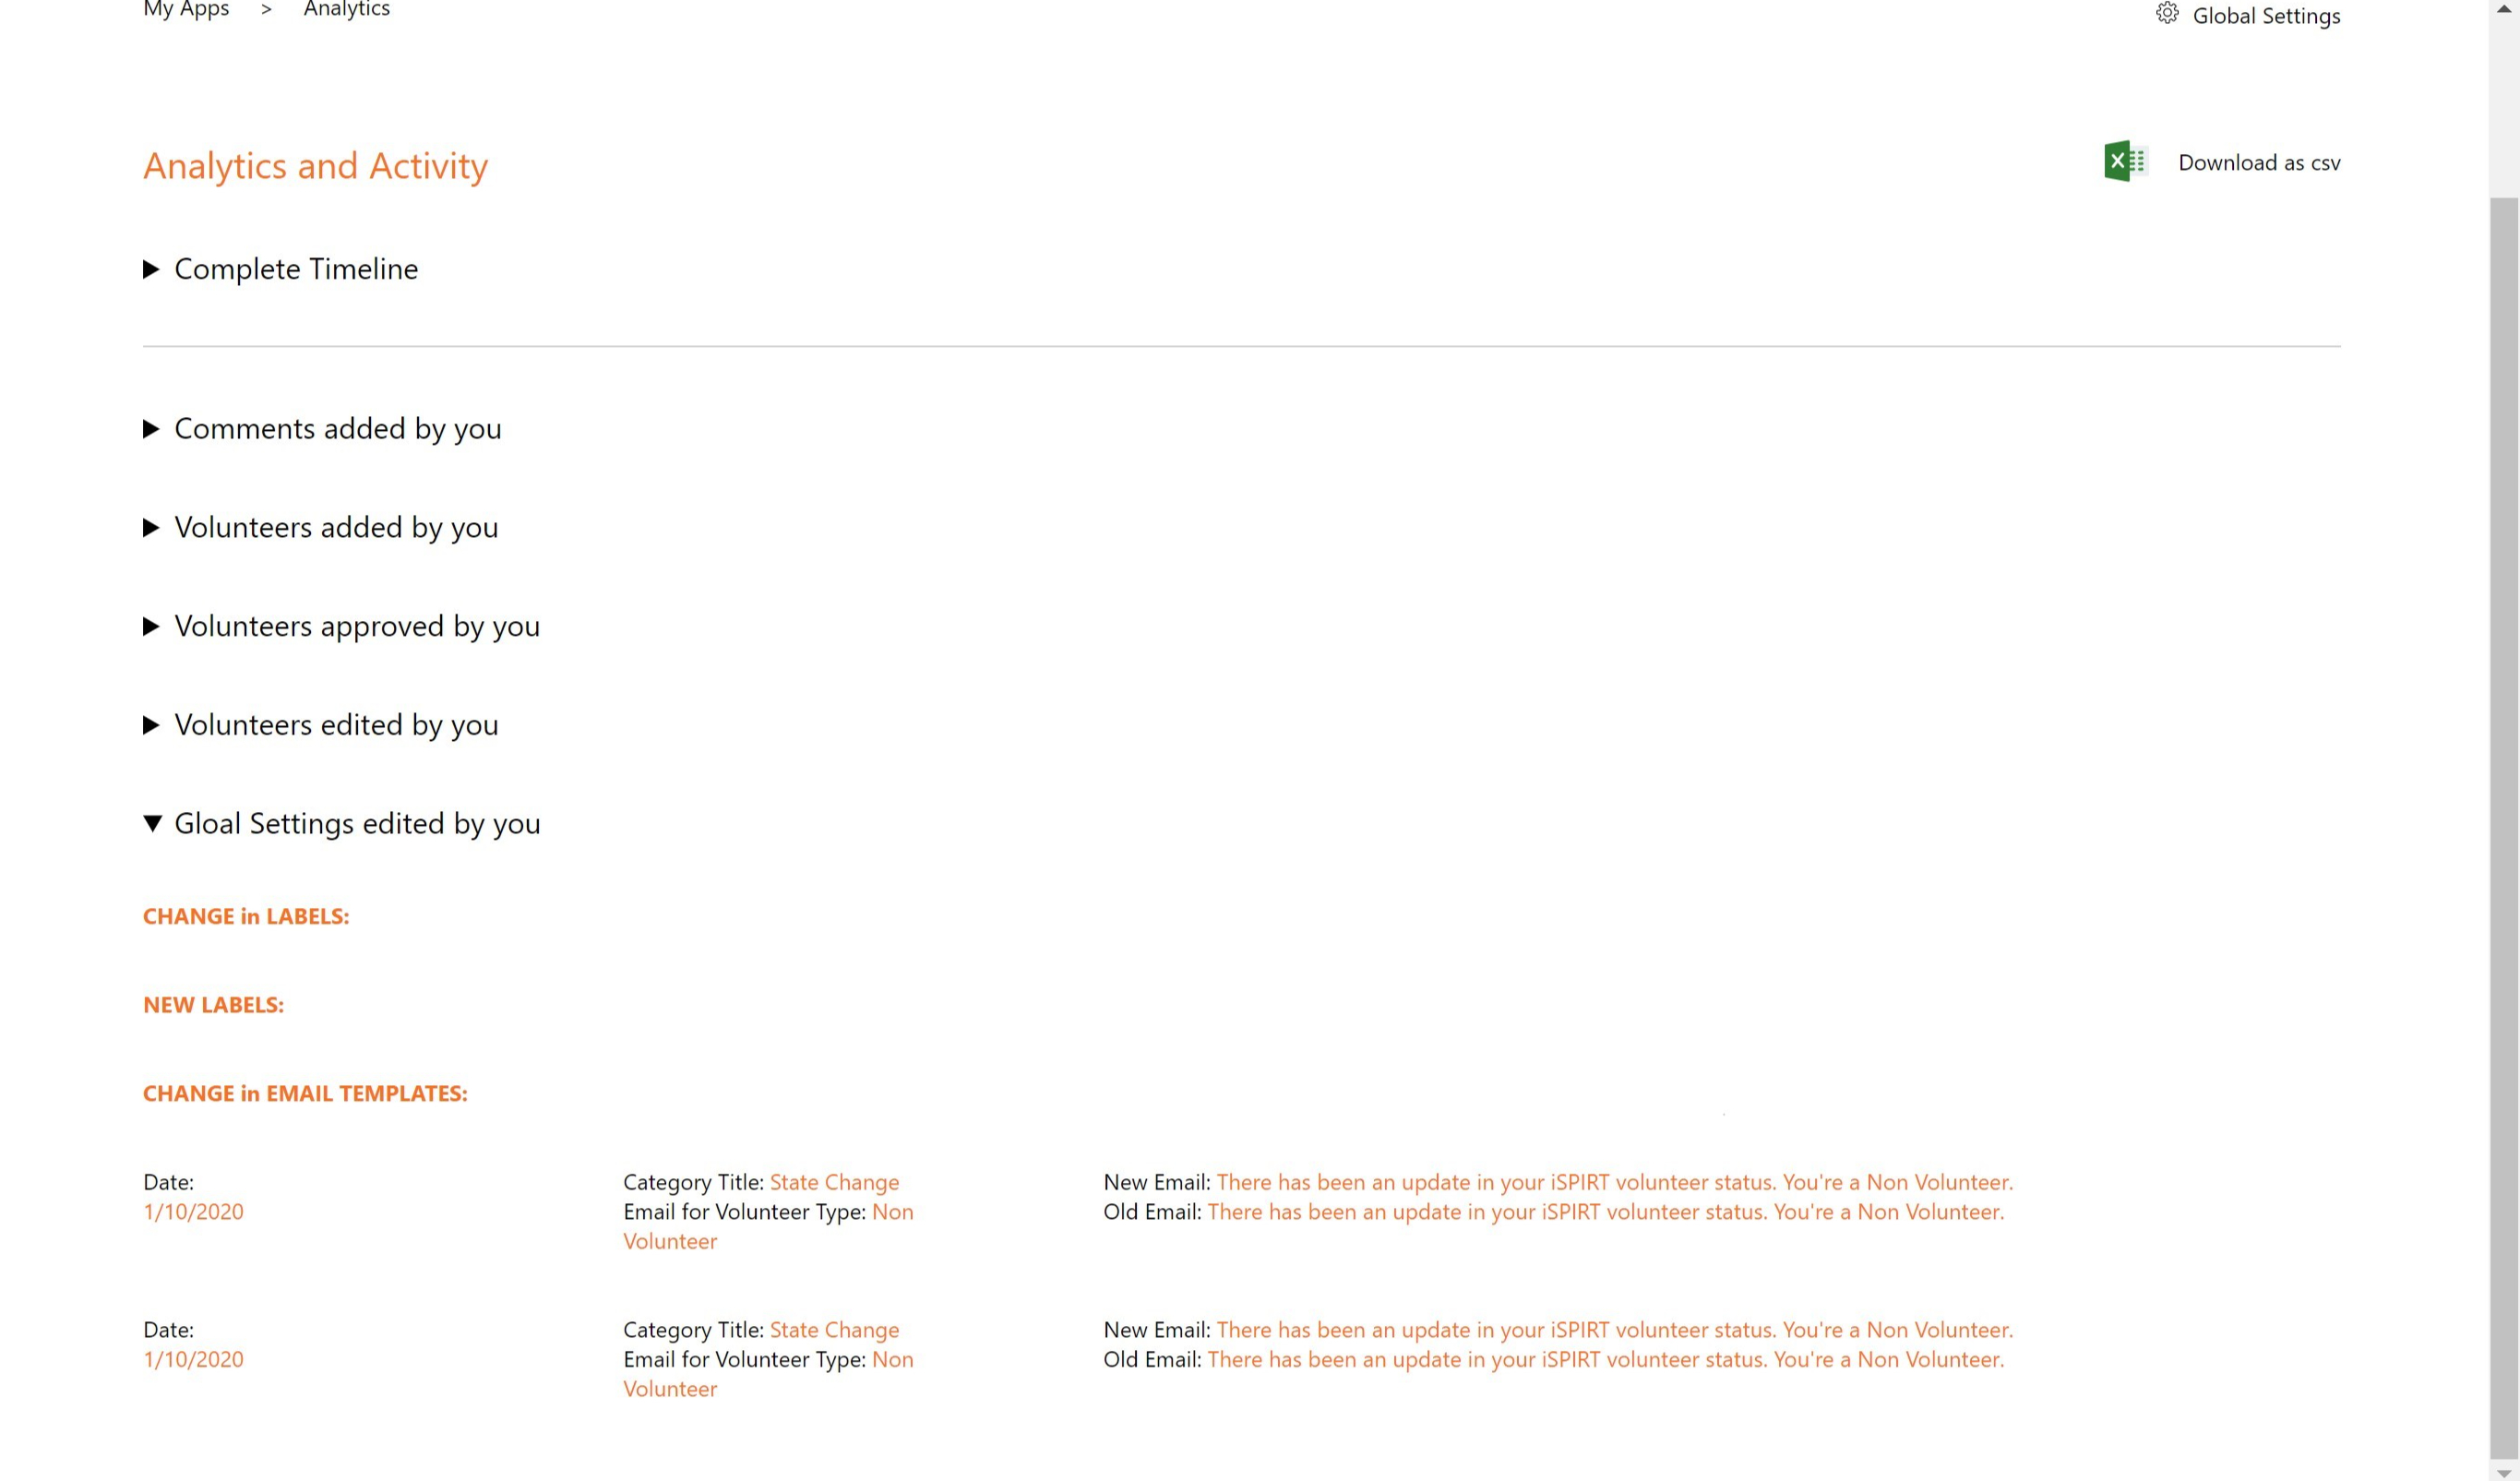 My Apps > Analytics
Global Settings
Analytics and Activity
Download as csv
Complete Timeline
Comments added by you
Volunteers added by you
Volunteers approved by you
Volunteers edited by you
Gloal Settings edited by you
CHANGE in LABELS:
NEW LABELS:
CHANGE in EMAIL TEMPLATES:
Date:
1/10/2020
Category Title: State Change
Email for Volunteer Type: Non
Volunteer
New Email: There has been an update in your iSPIRT volunteer status. You're a Non Volunteer.
Old Email: There has been an update in your iSPIRT volunteer status. You're a Non Volunteer.
Date:
1/10/2020
Category Title: State Change
Email for Volunteer Type: Non
Volunteer
New Email: There has been an update in your iSPIRT volunteer status. You're a Non Volunteer.
Old Email: There has been an update in your iSPIRT volunteer status. You're a Non Volunteer.